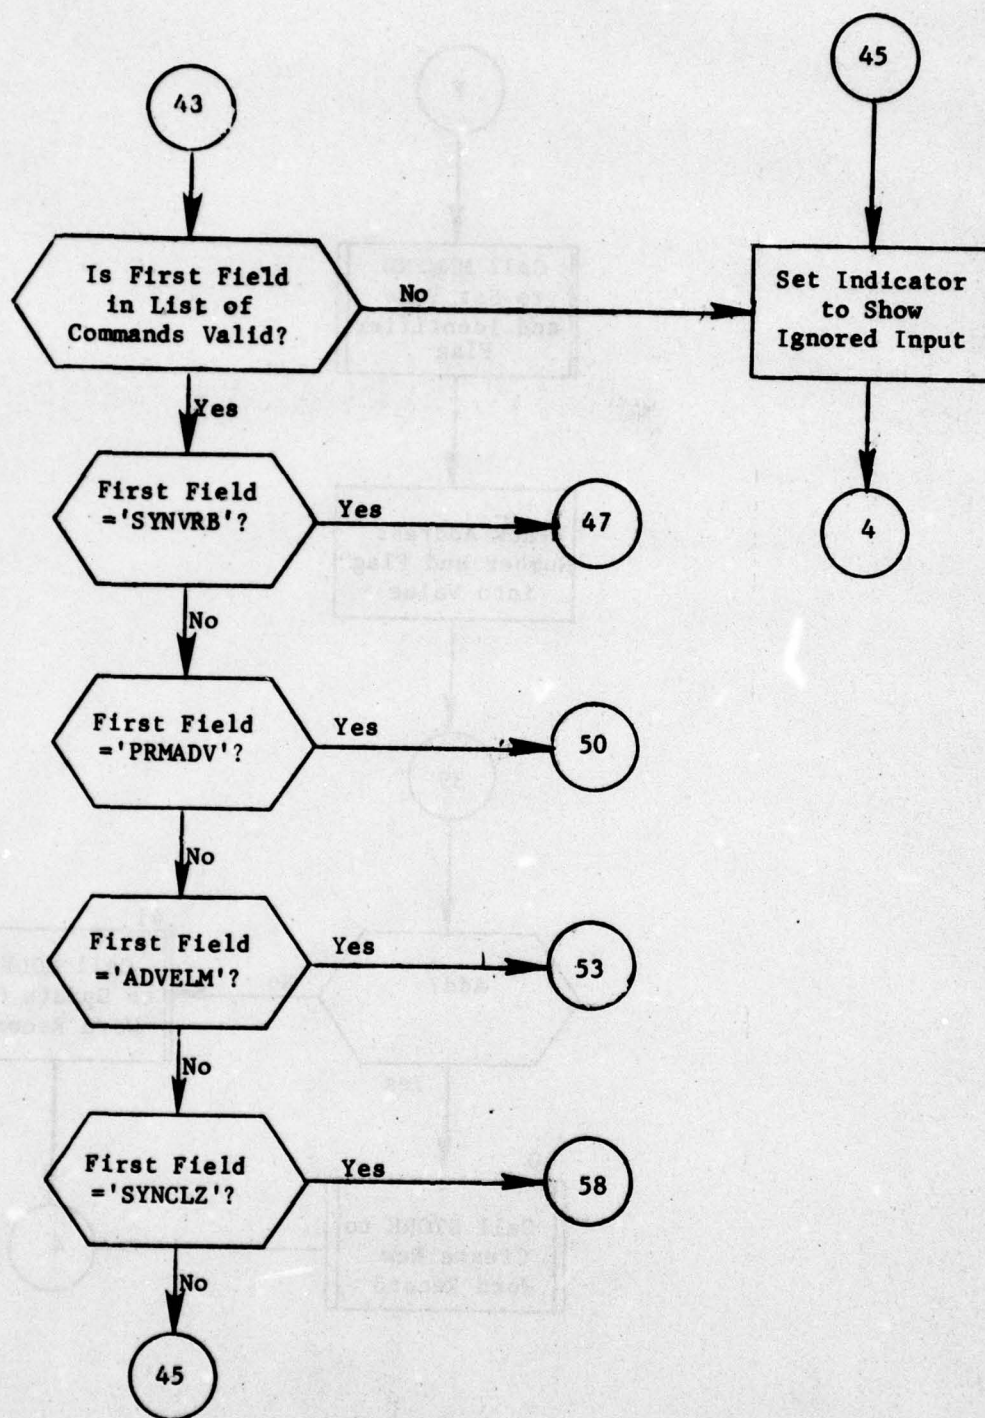 43
Is First Field
in List of
Commands Valid?
No
Yes
45
Set Indicator
to Show
Ignored Input
4
First Field
='SYNVRB'?
Yes
47
No
First Field
='PRMADV'?
Yes
50
No
First Field
='ADVELM'?
Yes
53
No
First Field
='SYNCLZ'?
Yes
58
No
45